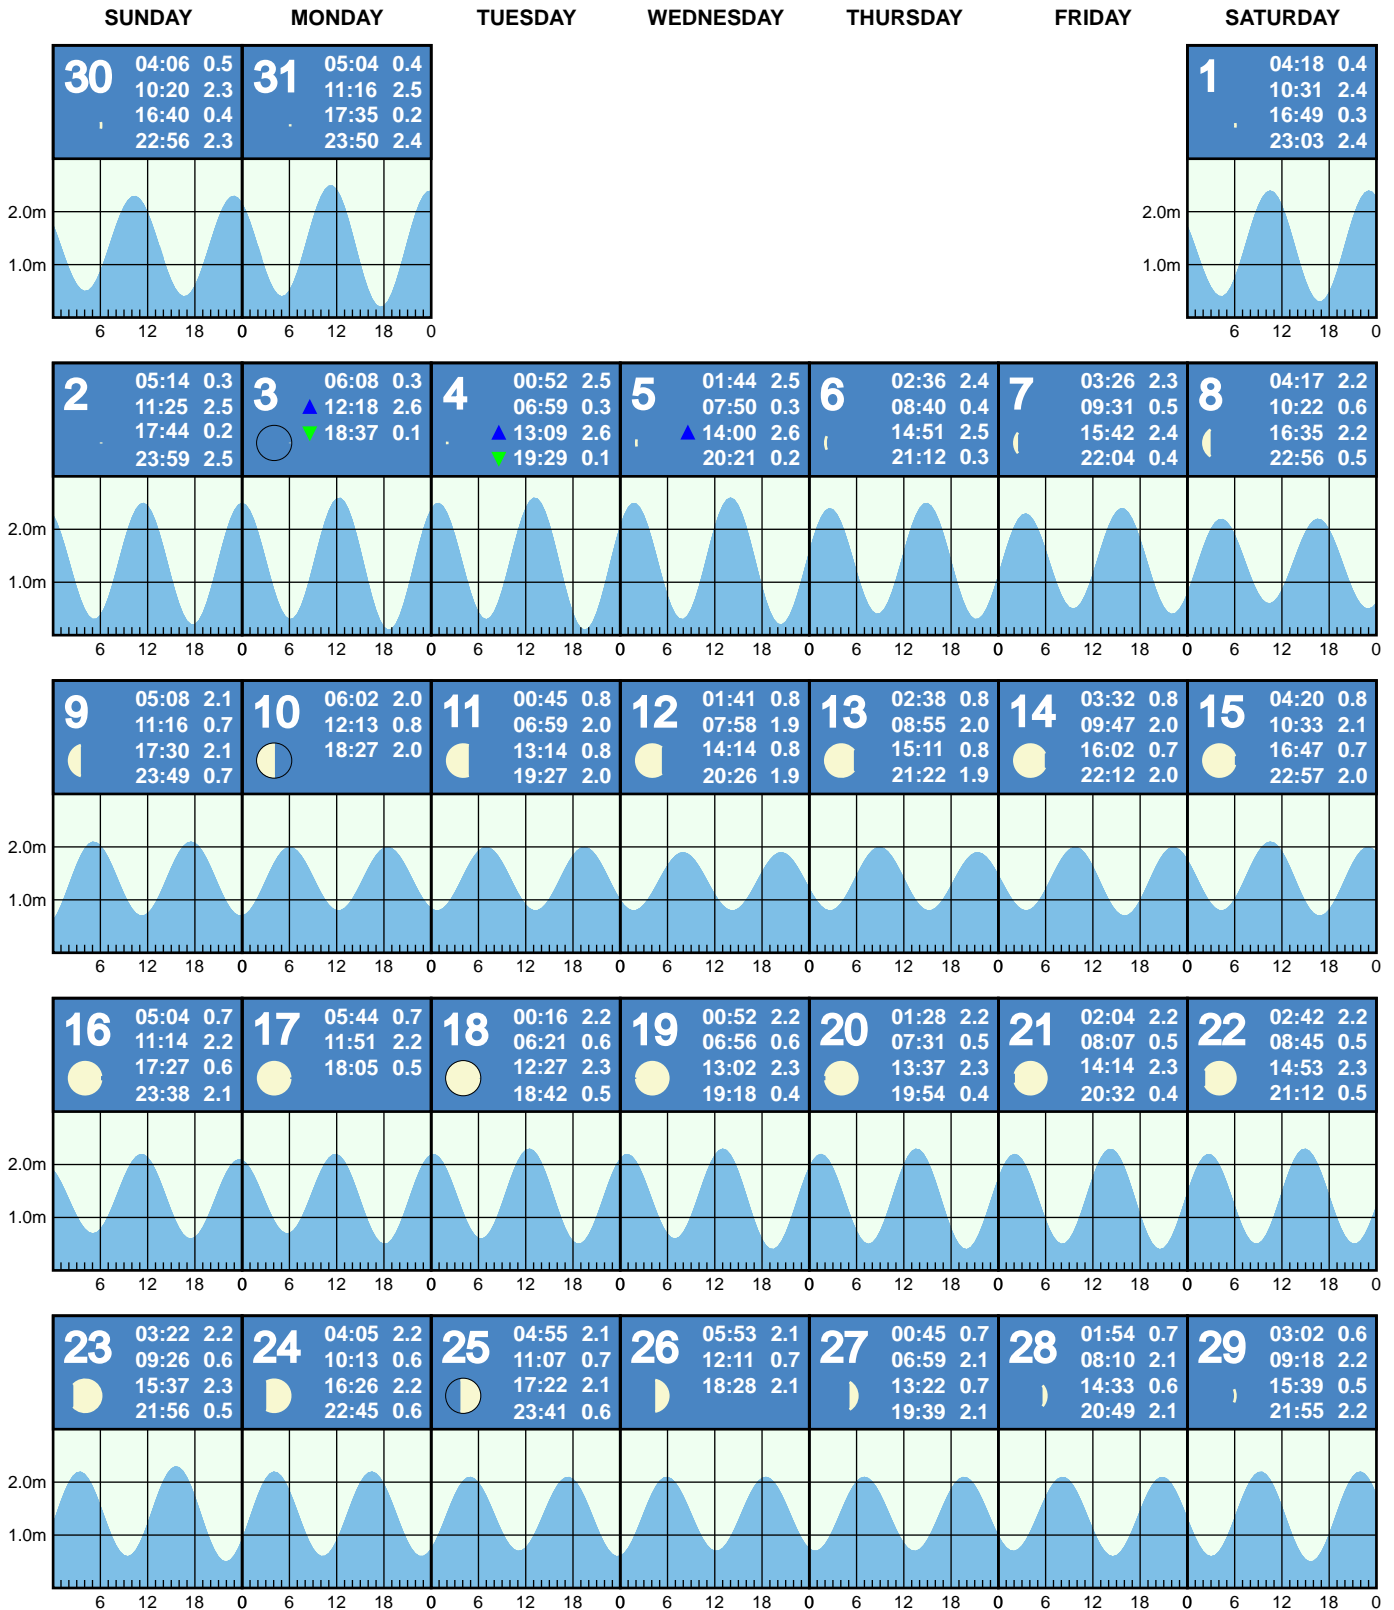 SUNDAY MONDAY TUESDAY WEDNESDAY THURSDAY FRIDAY SATURDAY
30 31 1
04:06 0.5 05:04 0.4 04:18 0.4
10:20 2.3 11:16 2.5 10:31 2.4
16:40 0.4 17:35 0.2 16:49 0.3
22:56 2.3 23:50 2.4 23:03 2.4
2.0m 2.0m
1.0m 1.0m
6 12 18 0 6 12 18 0 6 12 18 0
2 3 4 5 6 7 8
05:14 0.3 06:08 0.3 00:52 2.5 01:44 2.5 02:36 2.4 03:26 2.3 04:17 2.2
11:25 2.5 12:18 2.6 06:59 0.3 07:50 0.3 08:40 0.4 09:31 0.5 10:22 0.6
17:44 0.2 18:37 0.1 13:09 2.6 14:00 2.6 14:51 2.5 15:42 2.4 16:35 2.2
23:59 2.5 19:29 0.1 20:21 0.2 21:12 0.3 22:04 0.4 22:56 0.5
2.0m
1.0m
6 12 18 0 6 12 18 0 6 12 18 0 6 12 18 0 6 12 18 0 6 12 18 0 6 12 18 0
9 10 11 12 13 14 15
05:08 2.1 06:02 2.0 00:45 0.8 01:41 0.8 02:38 0.8 03:32 0.8 04:20 0.8
11:16 0.7 12:13 0.8 06:59 2.0 07:58 1.9 08:55 2.0 09:47 2.0 10:33 2.1
17:30 2.1 18:27 2.0 13:14 0.8 14:14 0.8 15:11 0.8 16:02 0.7 16:47 0.7
23:49 0.7 19:27 2.0 20:26 1.9 21:22 1.9 22:12 2.0 22:57 2.0
2.0m
1.0m
6 12 18 0 6 12 18 0 6 12 18 0 6 12 18 0 6 12 18 0 6 12 18 0 6 12 18 0
16 17 18 19 20 21 22
05:04 0.7 05:44 0.7 00:16 2.2 00:52 2.2 01:28 2.2 02:04 2.2 02:42 2.2
11:14 2.2 11:51 2.2 06:21 0.6 06:56 0.6 07:31 0.5 08:07 0.5 08:45 0.5
17:27 0.6 18:05 0.5 12:27 2.3 13:02 2.3 13:37 2.3 14:14 2.3 14:53 2.3
23:38 2.1 18:42 0.5 19:18 0.4 19:54 0.4 20:32 0.4 21:12 0.5
2.0m
1.0m
6 12 18 0 6 12 18 0 6 12 18 0 6 12 18 0 6 12 18 0 6 12 18 0 6 12 18 0
23 24 25 26 27 28 29
03:22 2.2 04:05 2.2 04:55 2.1 05:53 2.1 00:45 0.7 01:54 0.7 03:02 0.6
09:26 0.6 10:13 0.6 11:07 0.7 12:11 0.7 06:59 2.1 08:10 2.1 09:18 2.2
15:37 2.3 16:26 2.2 17:22 2.1 18:28 2.1 13:22 0.7 14:33 0.6 15:39 0.5
21:56 0.5 22:45 0.6 23:41 0.6 19:39 2.1 20:49 2.1 21:55 2.2
2.0m
1.0m
6 12 18 0 6 12 18 0 6 12 18 0 6 12 18 0 6 12 18 0 6 12 18 0 6 12 18 0